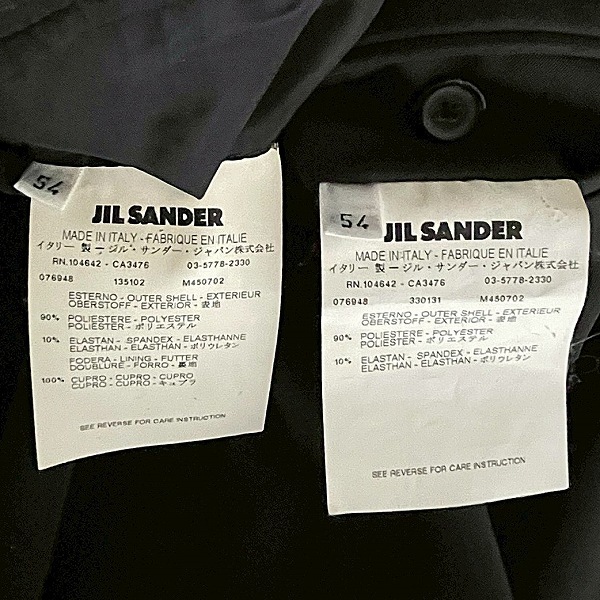 54
JIL SANDER
MADE IN ITALY - FABRIQUE EN ITALIE
イタリー 製 ー ジル・サンダー・ジャパン株式会社
RN.104642 - CA3476 03-5778-2330
076948 135102 M450702
ESTERNO - OUTER SHELL - EXTERIEUR
OBERSTOFF - EXTERIOR - 表地
90% POLIESTERE - POLYESTER
POLIESTER - ポリエステル
10% ELASTAN - SPANDEX - ELASTHANNE
ELASTHAN - ELASTHAN - ポリウレタン
FODERA - LINING - FUTTER
DOUBLURE - FORRO - 裏地
100% CUPRO - CUPRO - CUPRO
CUPRO - CUPRO - キュプラ
SEE REVERSE FOR CARE INSTRUCTION
54
JIL SANDER
MADE IN ITALY - FABRIQUE EN ITALIE
イタリー 製 ー ジル・サンダー・ジャパン株式会社
RN.104642 - CA3476 03-5778-2330
076948 330131 M450702
ESTERNO - OUTER SHELL - EXTERIEUR
OBERSTOFF - EXTERIOR - 表地
90% POLIESTERE - POLYESTER
POLIESTER - ポリエステル
10% ELASTAN - SPANDEX - ELASTHANNE
ELASTHAN - ELASTHAN - ポリウレタン
SEE REVERSE FOR CARE INSTRUCTION